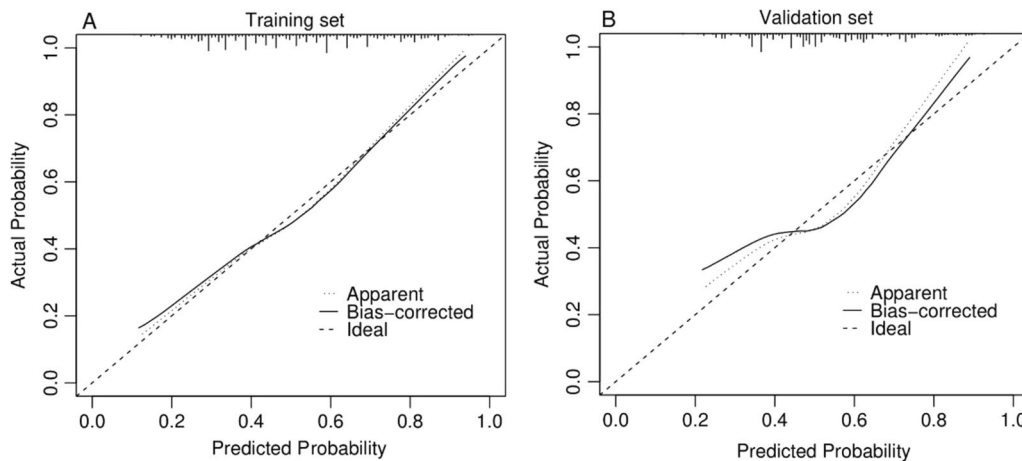 A
Training set
Actual Probability
1.0
0.8
0.6
0.4
0.2
0.0
Apparent
Bias-corrected
Ideal
0.0 0.2 0.4 0.6 0.8 1.0
Predicted Probability
B
Validation set
Actual Probability
1.0
0.8
0.6
0.4
0.2
0.0
Apparent
Bias-corrected
Ideal
0.0 0.2 0.4 0.6 0.8 1.0
Predicted Probability